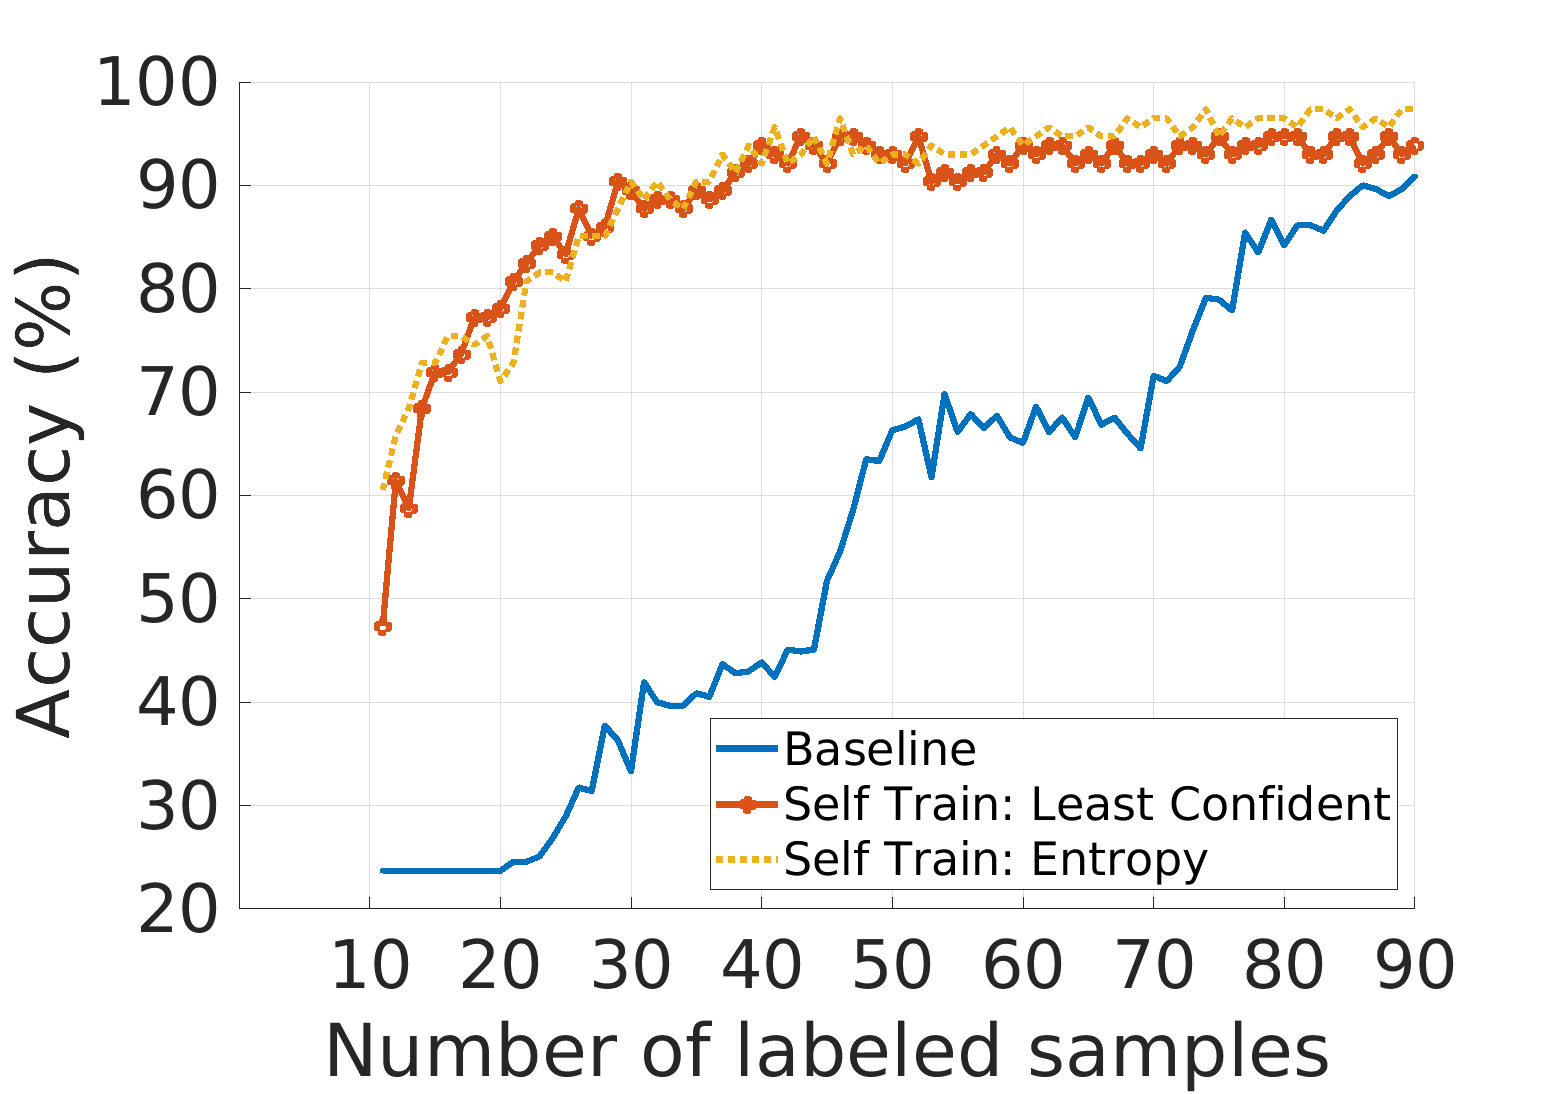 100
90
80
70
60
50
40
30
20
Accuracy (%)
Baseline
Self Train: Least Confident
Self Train: Entropy
10 20 30 40 50 60 70 80 90
Number of labeled samples